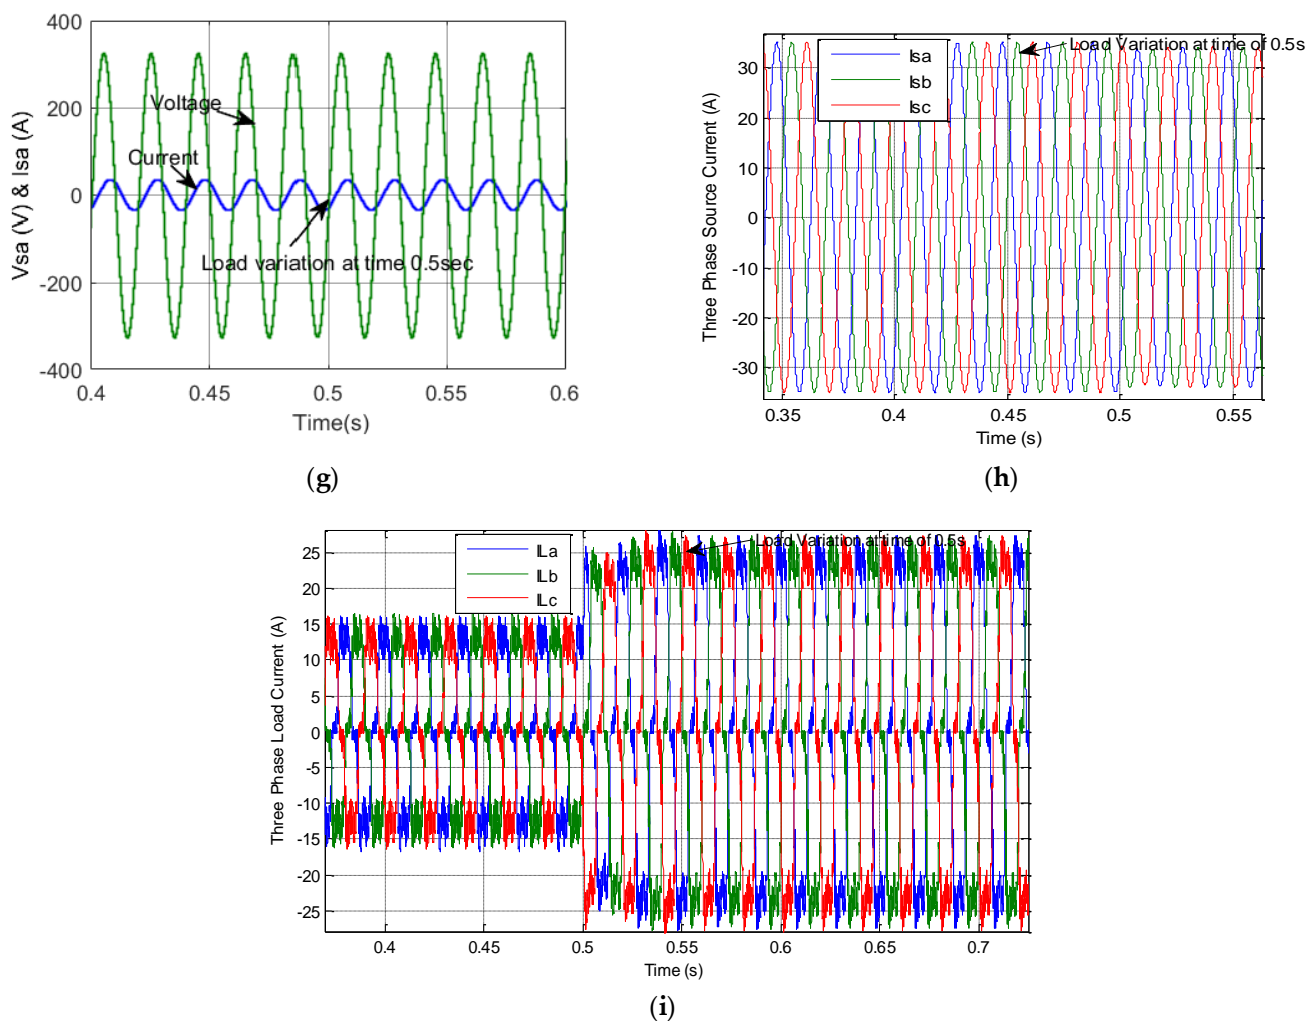 400
200
0
-200
-400
Vsa (V) & Isa (A)
Voltage
Current
Load variation at time 0.5sec
0.4
0.45
0.5
0.55
0.6
Time(s)
(g)
Load Variation at time of 0.5s
Isa
Isb
Isc
30
20
10
0
-10
-20
-30
Three Phase Source Current (A)
0.35
0.4
0.45
0.5
0.55
Time (s)
(h)
Load Variation at time of 0.5s
ILa
ILb
ILc
25
20
15
10
5
0
-5
-10
-15
-20
-25
Three Phase Load Current (A)
0.4
0.45
0.5
0.55
0.6
0.65
0.7
Time (s)
(i)